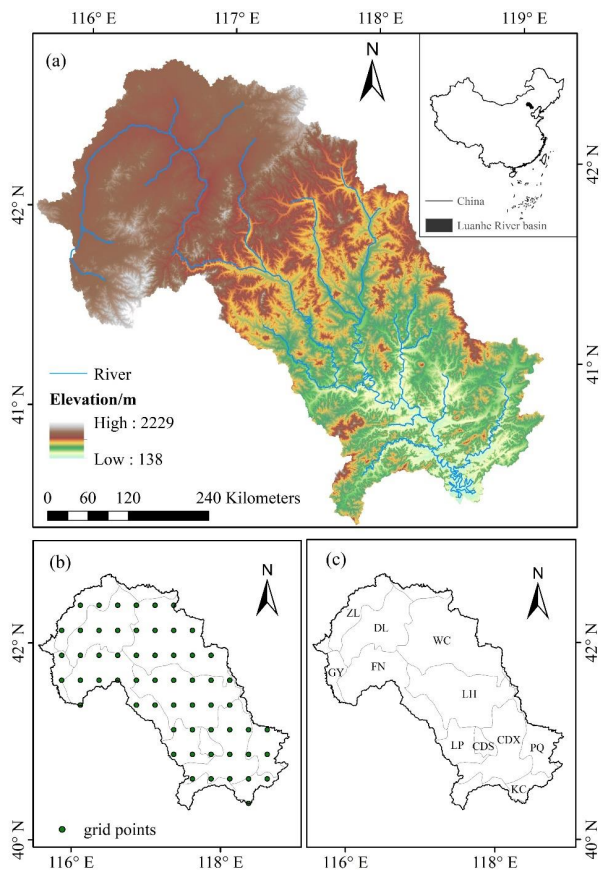 116° E 117° E 118° E 119° E
(a)
N
China
Luanhe River basin
42° N
42° N
River
Elevation/m
High : 2229
Low : 138
41° N
41° N
0 60 120 240 Kilometers
(b)
N
grid points
42° N
40° N
116° E 118° E
(c)
N
ZL
DL
WC
GY
FN
LH
LP
CDS
CDX
PQ
KC
42° N
40° N
116° E 118° E